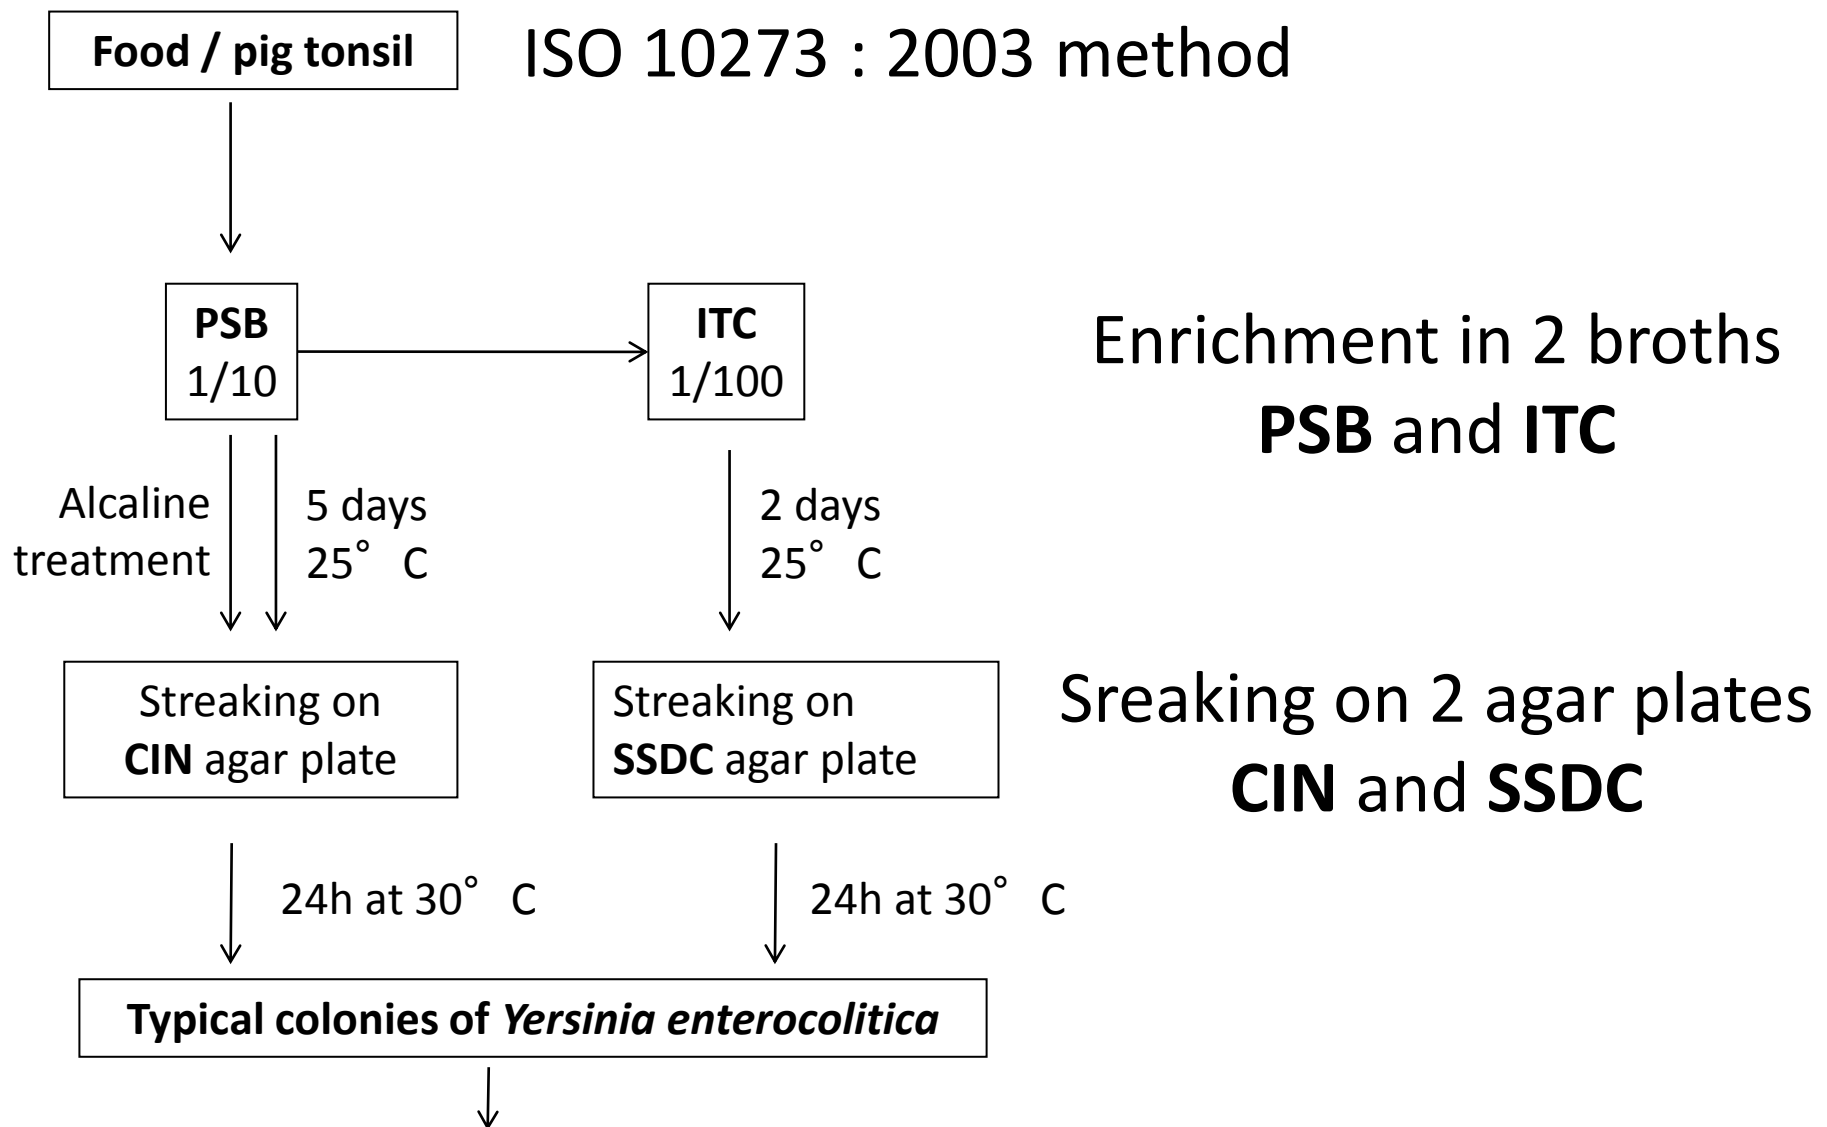 Food / pig tonsil
ISO 10273 : 2003 method
PSB
1/10
ITC
1/100
Enrichment in 2 broths
PSB and ITC
Alcaline
treatment
5 days
25° C
2 days
25° C
Streaking on
CIN agar plate
Streaking on
SSDC agar plate
Sreaking on 2 agar plates
CIN and SSDC
24h at 30° C
24h at 30° C
Typical colonies of Yersinia enterocolitica